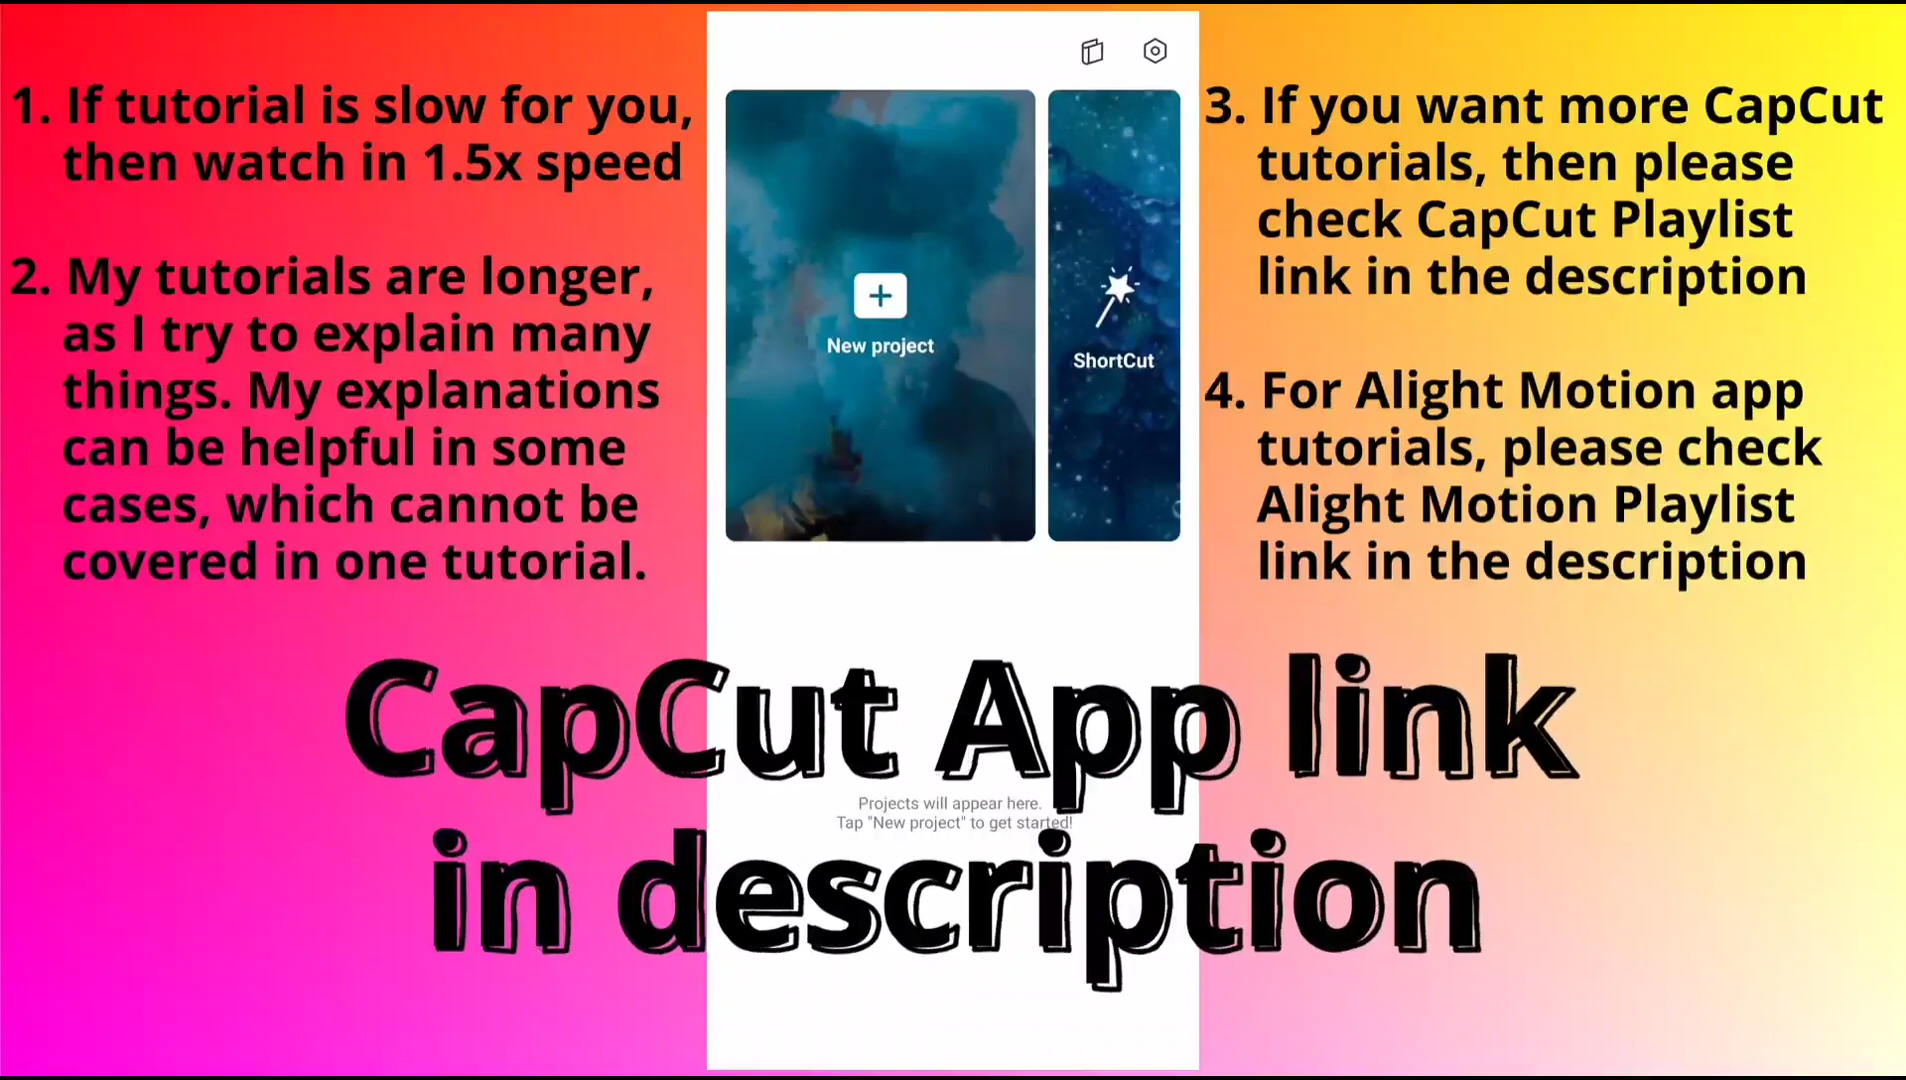 1. If tutorial is slow for you,
then watch in 1.5x speed
2. My tutorials are longer,
as I try to explain many
things. My explanations
can be helpful in some
cases, which cannot be
covered in one tutorial.
New project
ShortCut
3. If you want more CapCut
tutorials, then please
check CapCut Playlist
link in the description
4. For Alight Motion app
tutorials, please check
Alight Motion Playlist
link in the description
CapCut App link
Projects will appear here.
Tap "New project" to get started!
in description